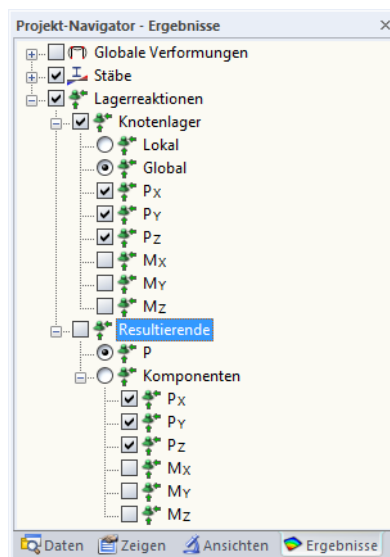 Projekt-Navigator - Ergebnisse
Globale Verformungen
Stäbe
Lagerreaktionen
Knotenlager
Lokal
Global
PX
PY
PZ
MX
MY
MZ
Resultierende
P
Komponenten
PX
PY
PZ
MX
MY
MZ
Daten Zeigen Ansichten Ergebnisse